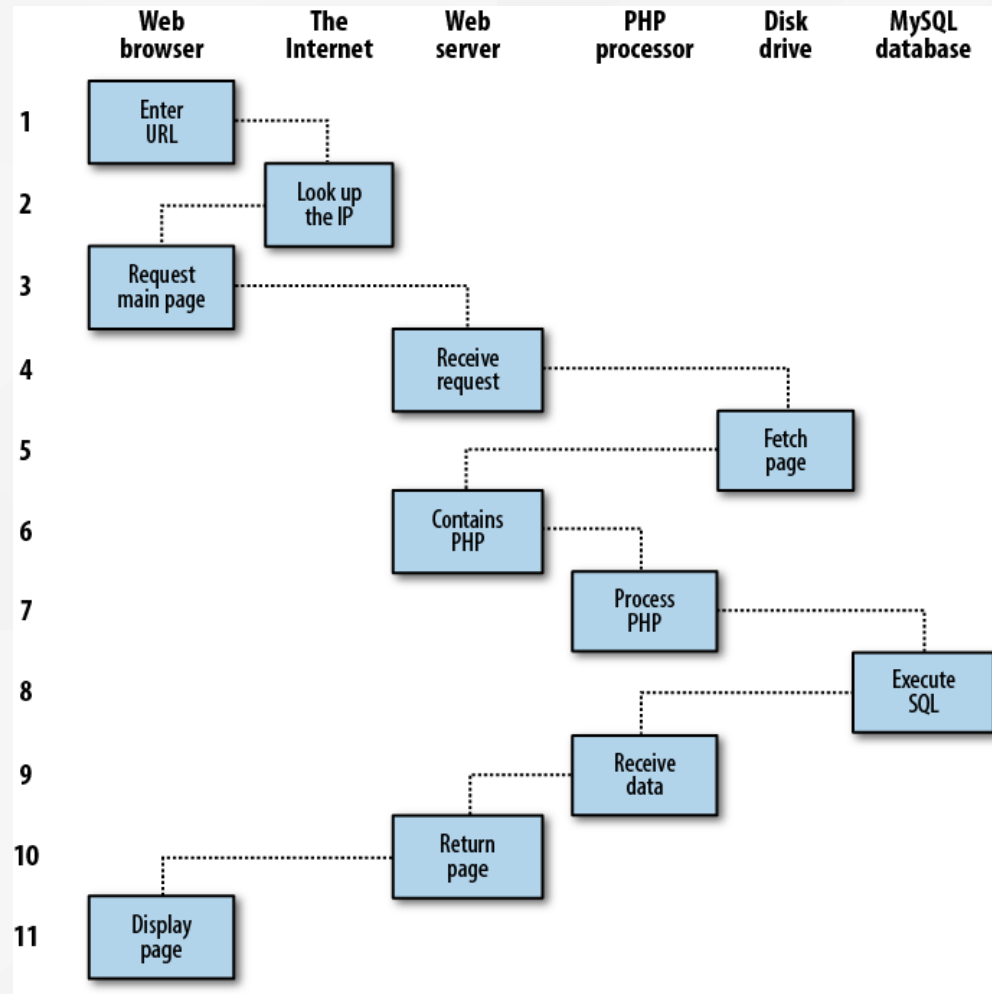 Web The Web PHP Disk MySQL
browser Internet server processor drive database
1 Enter
URL
2 Look up
the IP
3 Request
main page
4 Receive
request
5 Fetch
page
6 Contains
PHP
7 Process
PHP
8 Execute
SQL
9 Receive
data
10 Return
page
11 Display
page